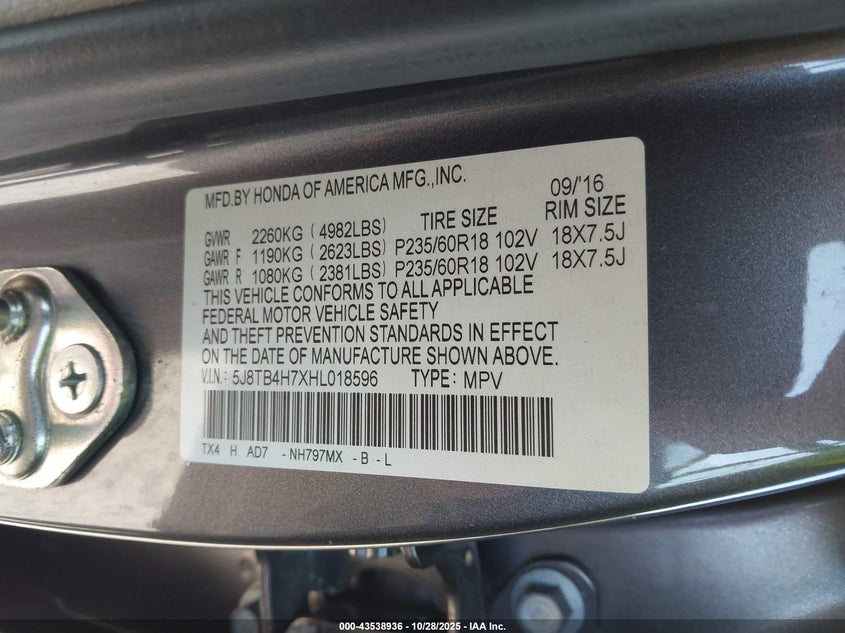 MFD.BY HONDA OF AMERICA MFG.,INC. 09/'16
GVWR 2260KG (4982LBS) TIRE SIZE RIM SIZE
GAWR F 1190KG (2623LBS) P235/60R18 102V 18X7.5J
GAWR R 1080KG (2381LBS) P235/60R18 102V 18X7.5J
THIS VEHICLE CONFORMS TO ALL APPLICABLE
FEDERAL MOTOR VEHICLE SAFETY
AND THEFT PREVENTION STANDARDS IN EFFECT
ON THE DATE OF MANUFACTURE SHOWN ABOVE.
V.I.N.: 5J8TB4H7XHL018596 TYPE: MPV
TX4 H AD7 -NH797MX -B -L
000-43538936 - 10/28/2025 - IAA Inc.